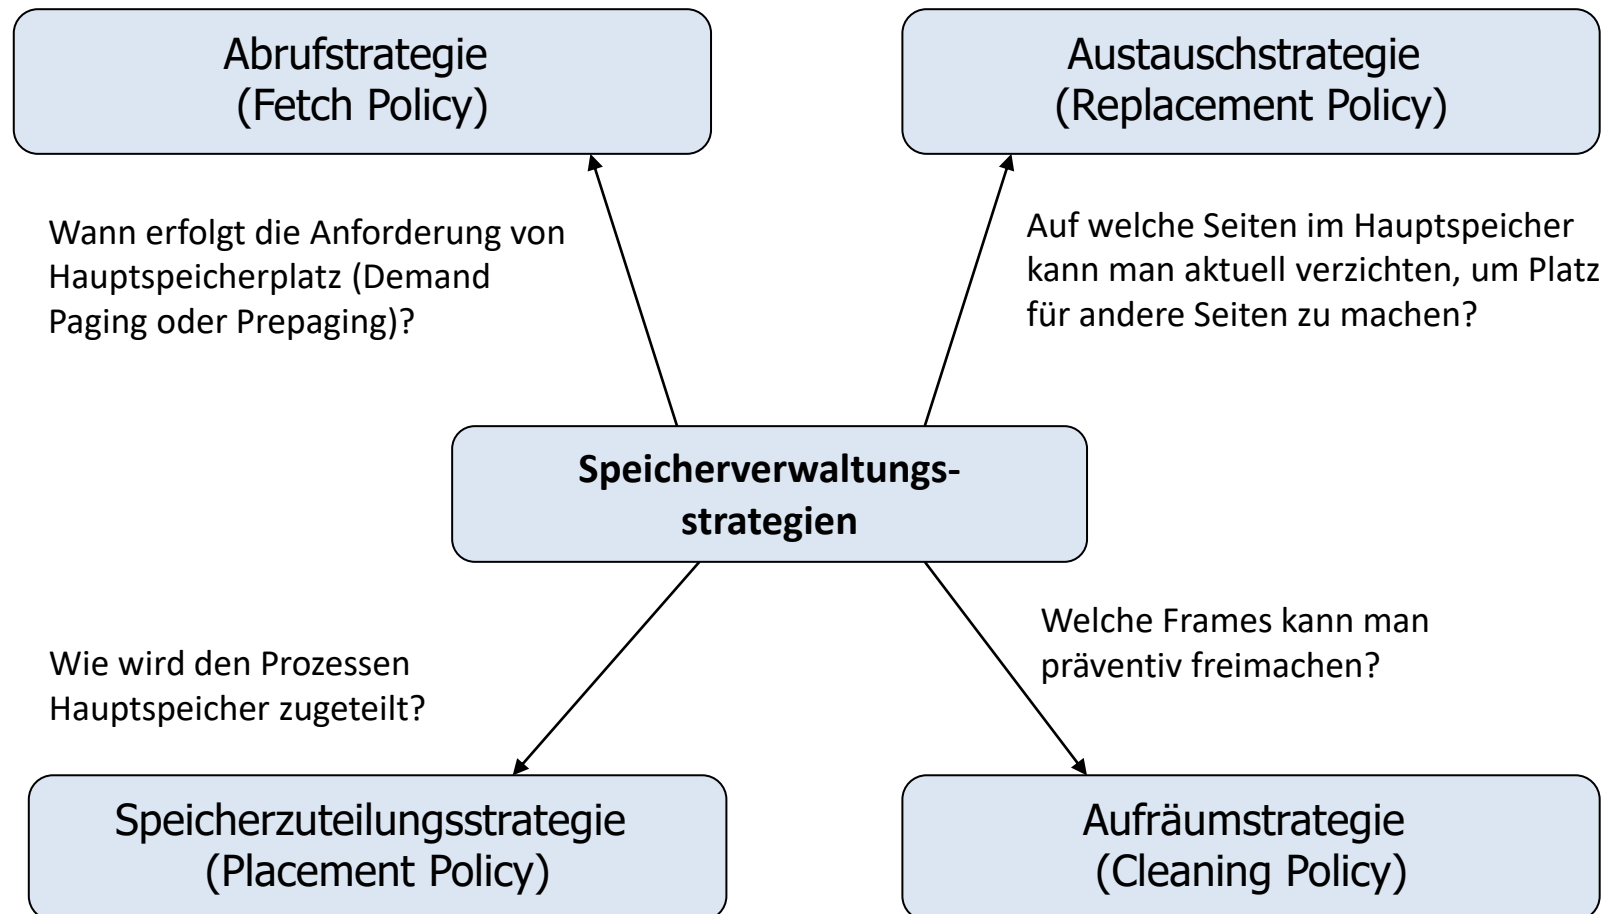 Abrufstrategie
(Fetch Policy)
Austauschstrategie
(Replacement Policy)
Wann erfolgt die Anforderung von
Hauptspeicherplatz (Demand
Paging oder Prepaging)?
Auf welche Seiten im Hauptspeicher
kann man aktuell verzichten, um Platz
für andere Seiten zu machen?
Speicherverwaltungs-
strategien
Wie wird den Prozessen
Hauptspeicher zugeteilt?
Welche Frames kann man
präventiv freimachen?
Speicherzuteilungsstrategie
(Placement Policy)
Aufräumstrategie
(Cleaning Policy)